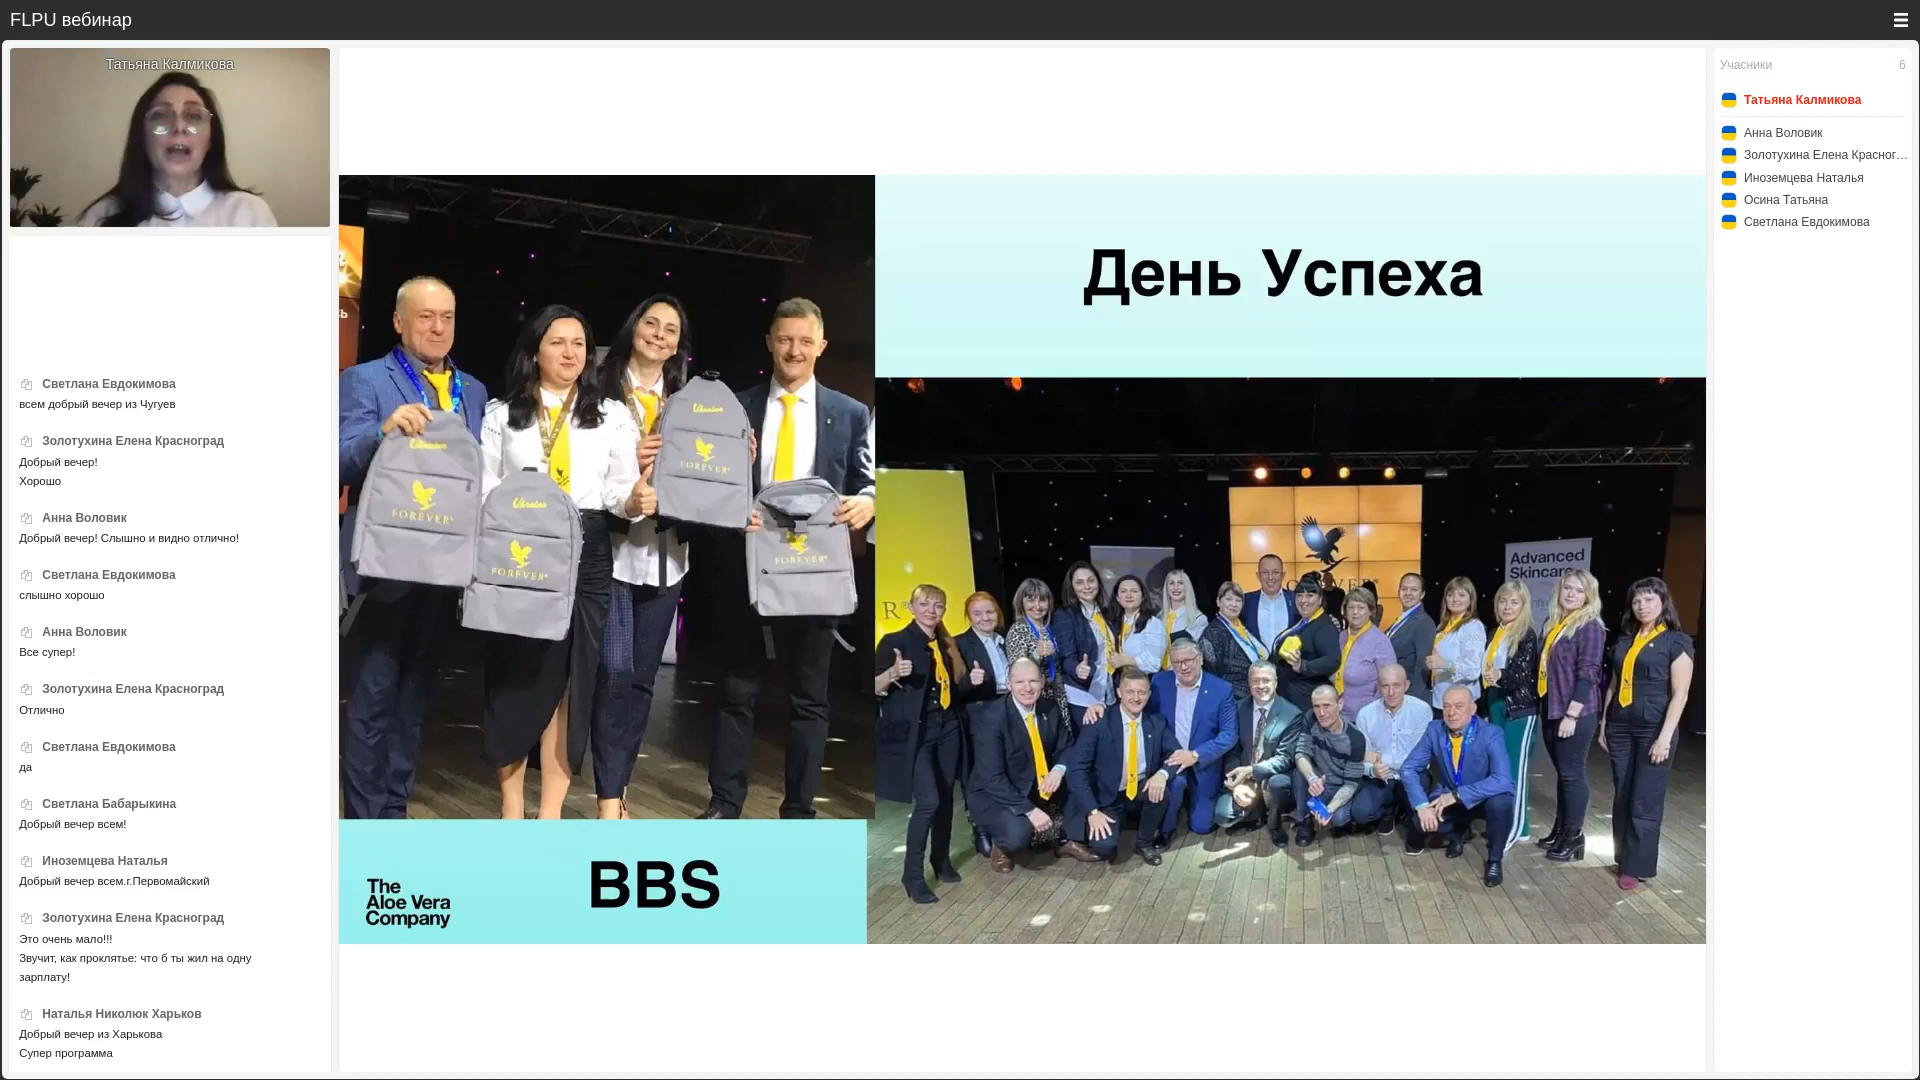 FLPU вебинар
Татьяна Калмикова
Светлана Евдокимова
всем добрый вечер из Чугуев
Золотухина Елена Красноград
Добрый вечер!
Хорошо
Анна Воловик
Добрый вечер! Слышно и видно отлично!
Светлана Евдокимова
слышно хорошо
Анна Воловик
Все супер!
Золотухина Елена Красноград
Отлично
Светлана Евдокимова
да
Светлана Бабарыкина
Добрый вечер всем!
Иноземцева Наталья
Добрый вечер всем.г.Первомайский
Золотухина Елена Красноград
Это очень мало!!!
Звучит, как проклятье: что б ты жил на одну
зарплату!
Наталья Николюк Харьков
Добрый вечер из Харькова
Супер программа
День Успеха
Ukraine
FOREVER
Ukraine
FOREVER
Ukraine
FOREVER
FOREVER
Advanced
Skincare
BBS
The
Aloe Vera
Company
Учасники 6
Татьяна Калмикова
Анна Воловик
Золотухина Елена Красног…
Иноземцева Наталья
Осина Татьяна
Светлана Евдокимова